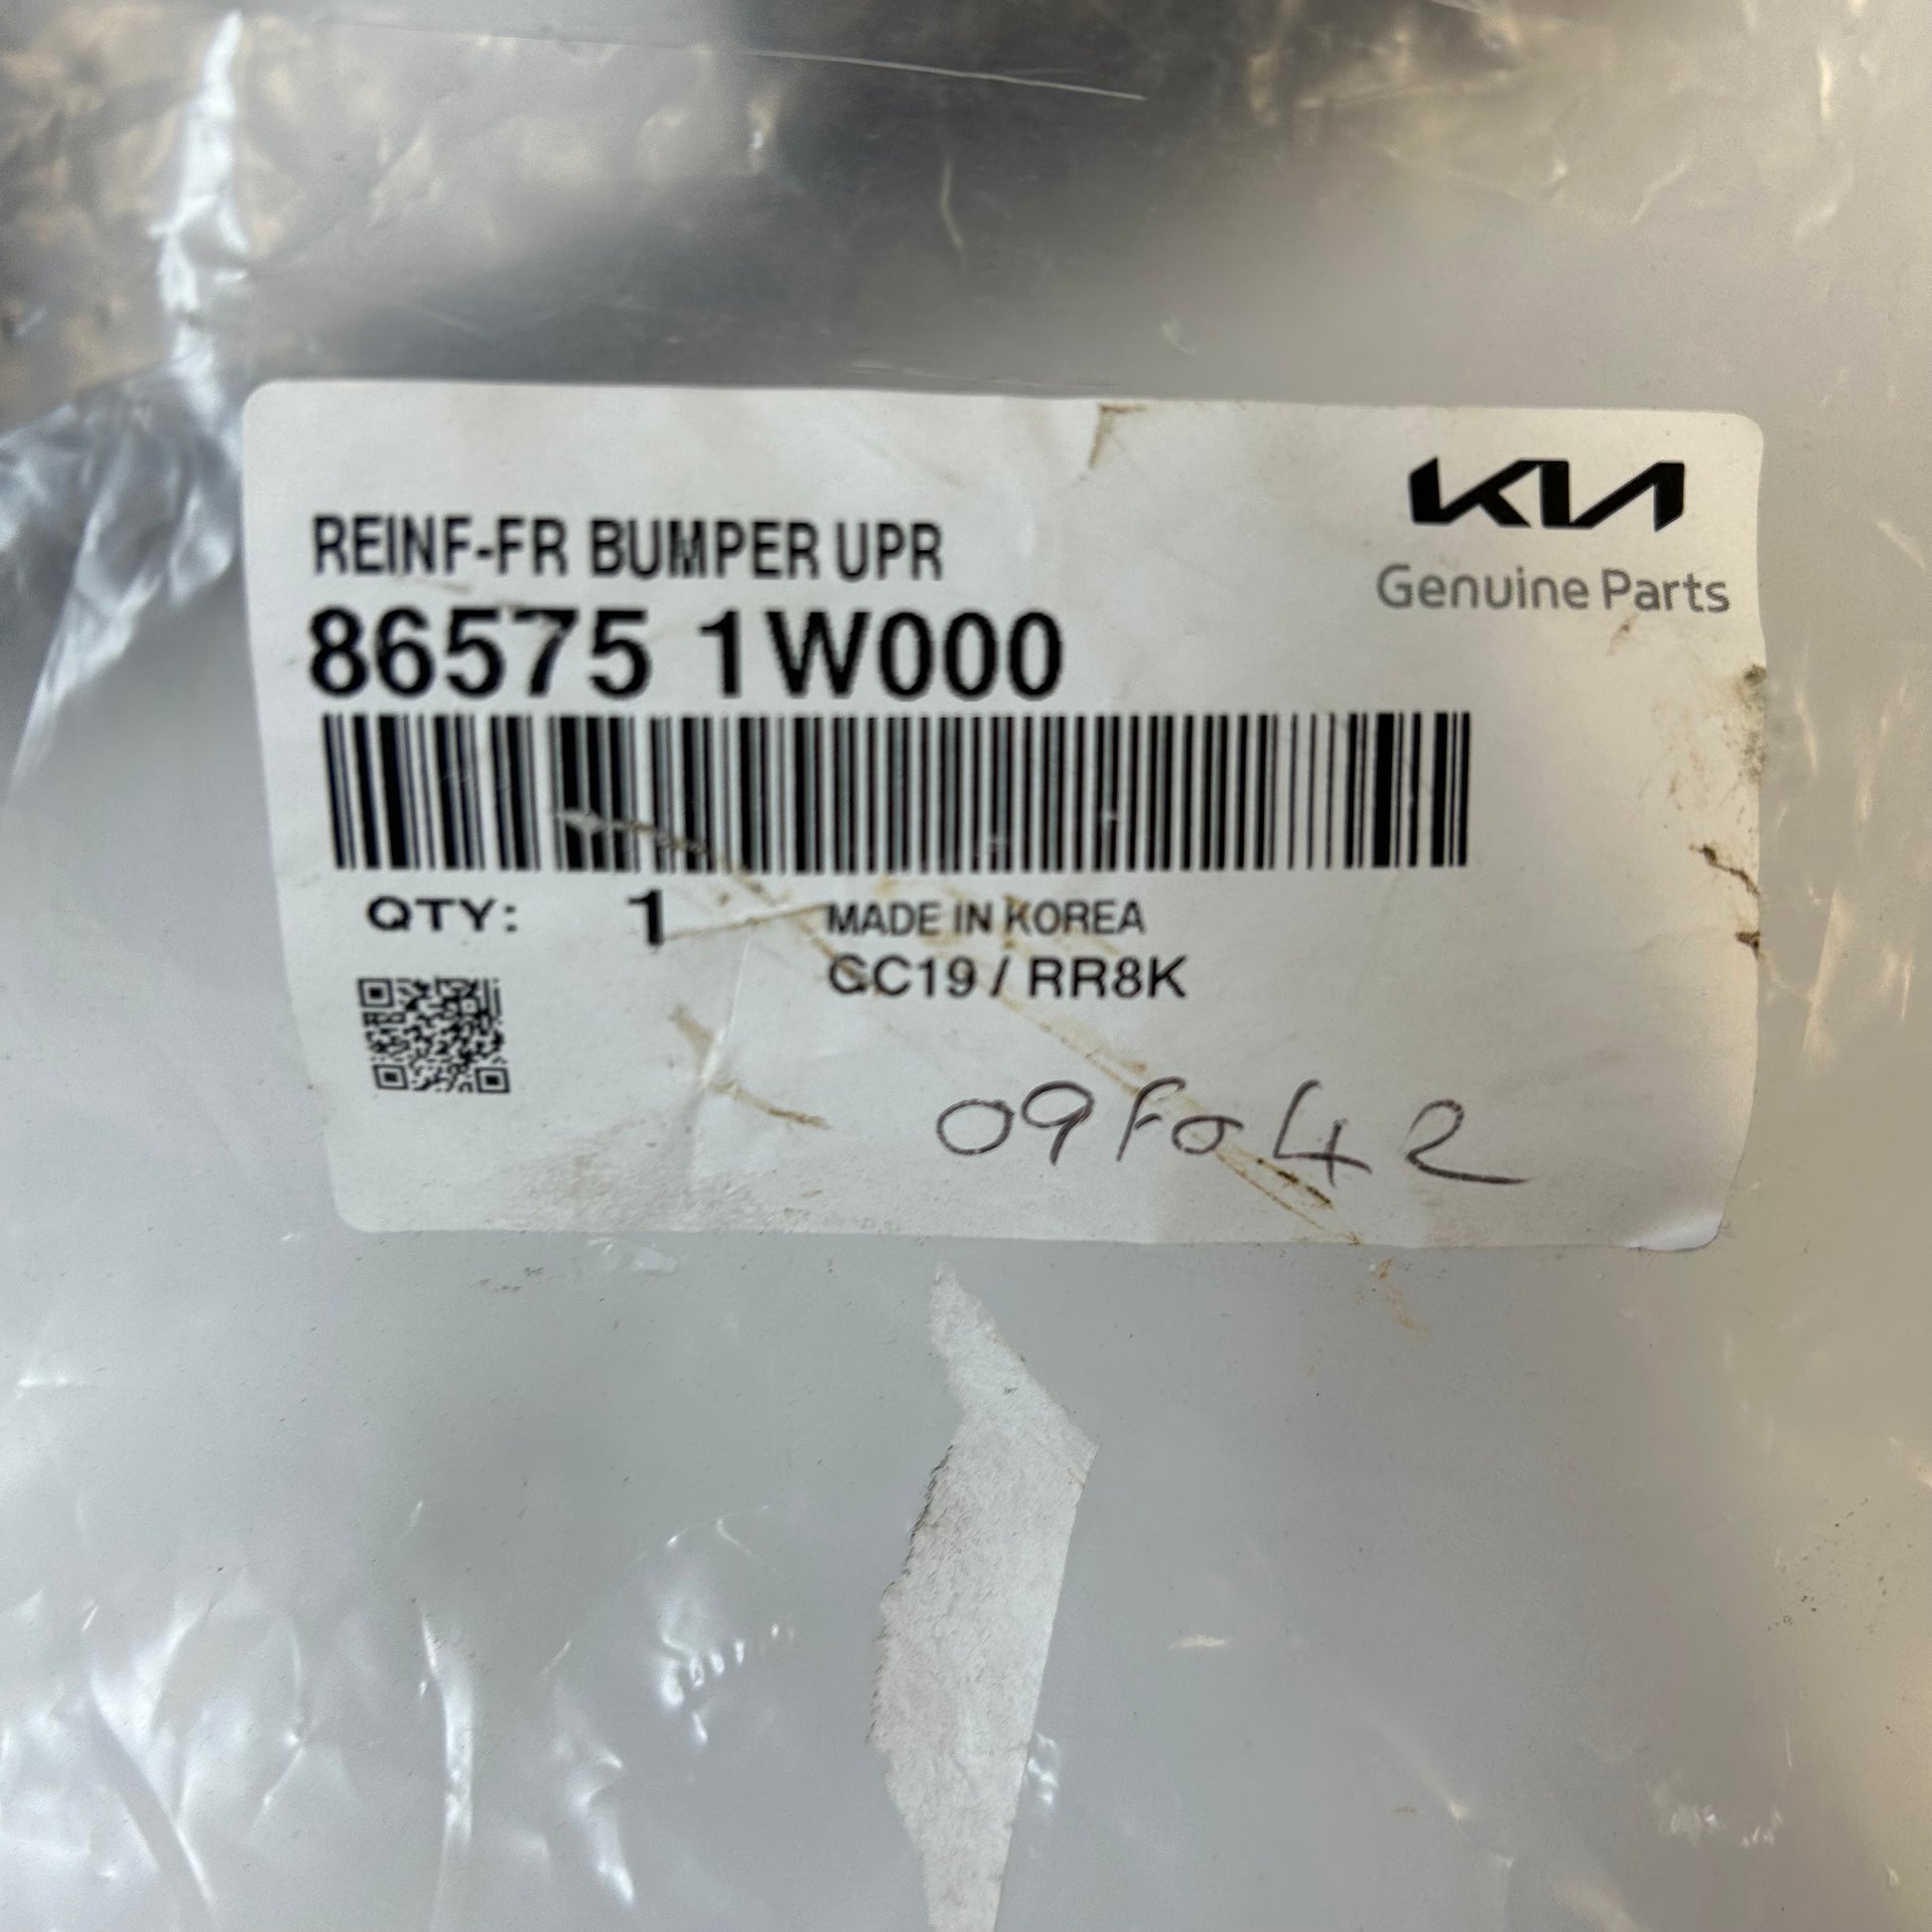 KIA
Genuine Parts
REINF-FR BUMPER UPR
86575 1W000
QTY: 1
MADE IN KOREA
GC19 / RR8K
09F042